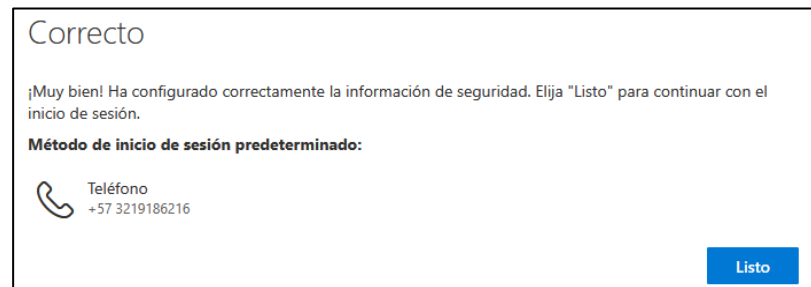 Correcto
¡Muy bien! Ha configurado correctamente la información de seguridad. Elija "Listo" para continuar con el
inicio de sesión.
Método de inicio de sesión predeterminado:
Teléfono
+57 3219186216
Listo